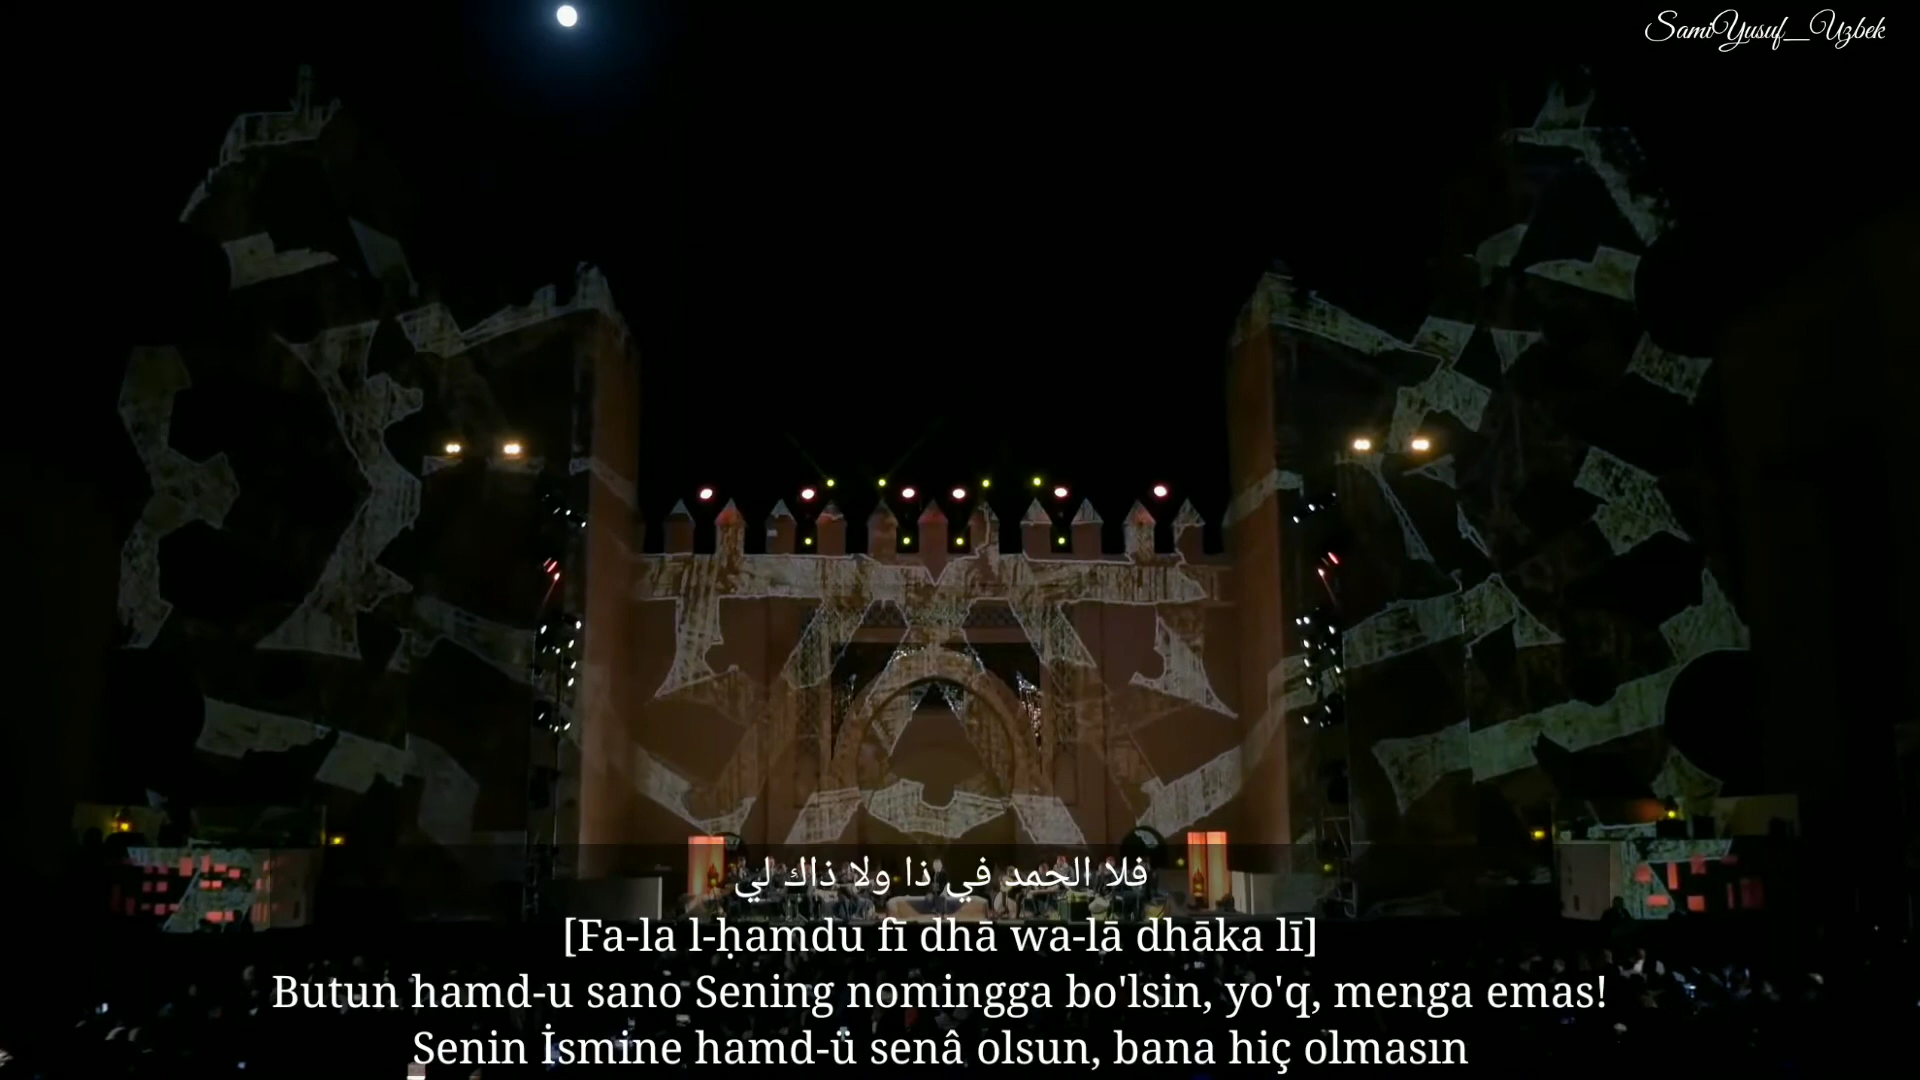 SamiYusuf_Uzbek
فلا الحمد في ذا ولا ذاك لي
[Fa-la l-ḥamdu fī dhā wa-lā dhāka lī]
Butun hamd-u sano Sening nomingga bo'lsin, yo'q, menga emas!
Senin İsmine hamd-ü senâ olsun, bana hiç olmasın